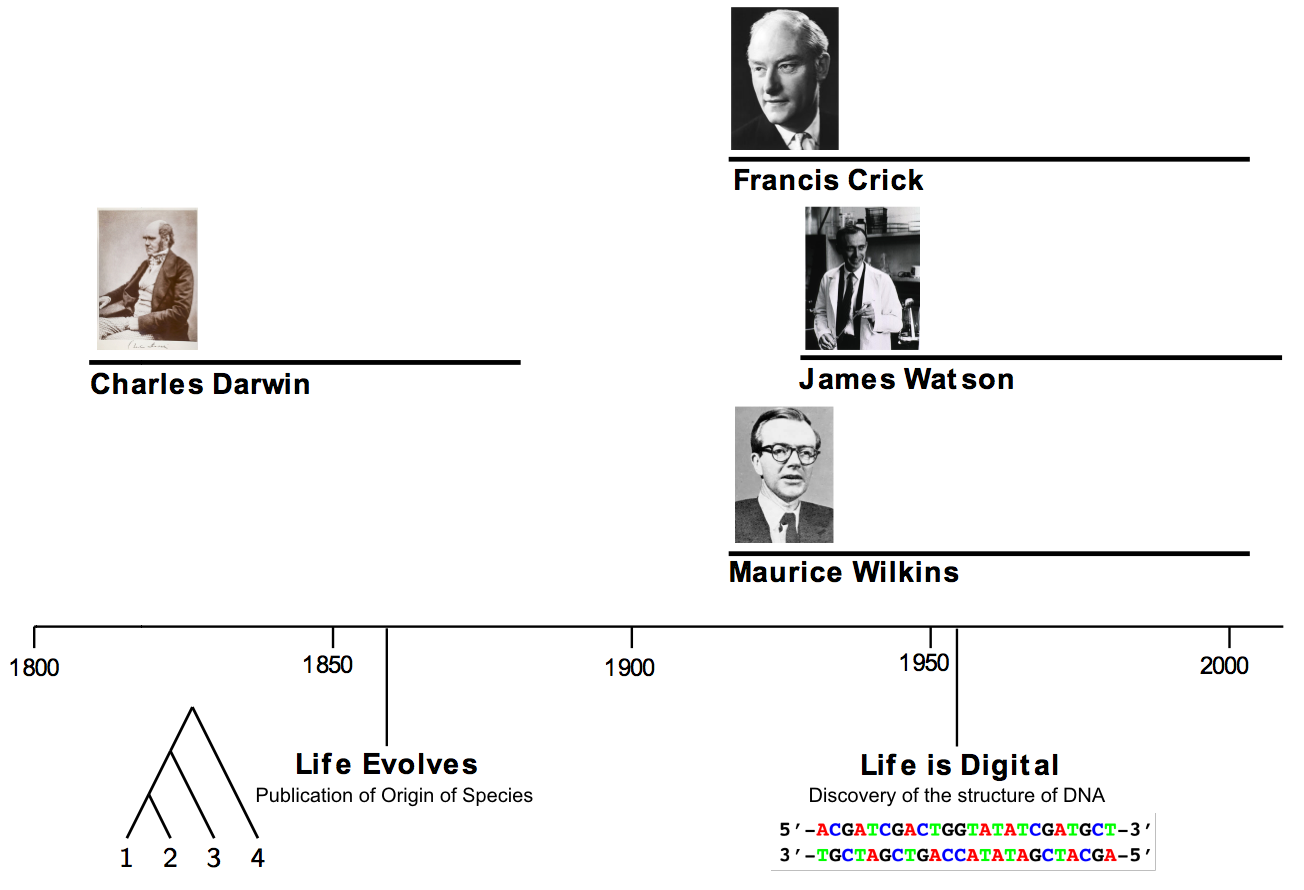 Francis Crick
Charles Darwin
James Watson
Maurice Wilkins
1800 1850 1900 1950 2000
Life Evolves
Publication of Origin of Species
Life is Digital
Discovery of the structure of DNA
5′-ACGATCGACTGGTATATCGATGCT-3′
3′-TGCTAGCTGACCATATAGCTACGA-5′
1 2 3 4